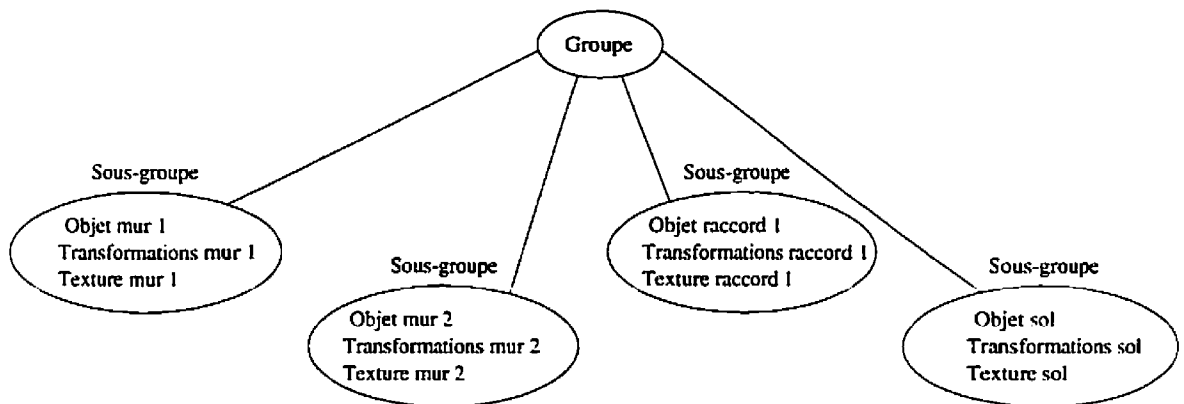 Groupe
Sous-groupe
Objet mur 1
Transformations mur 1
Texture mur 1
Sous-groupe
Objet mur 2
Transformations mur 2
Texture mur 2
Sous-groupe
Objet raccord 1
Transformations raccord 1
Texture raccord 1
Sous-groupe
Objet sol
Transformations sol
Texture sol